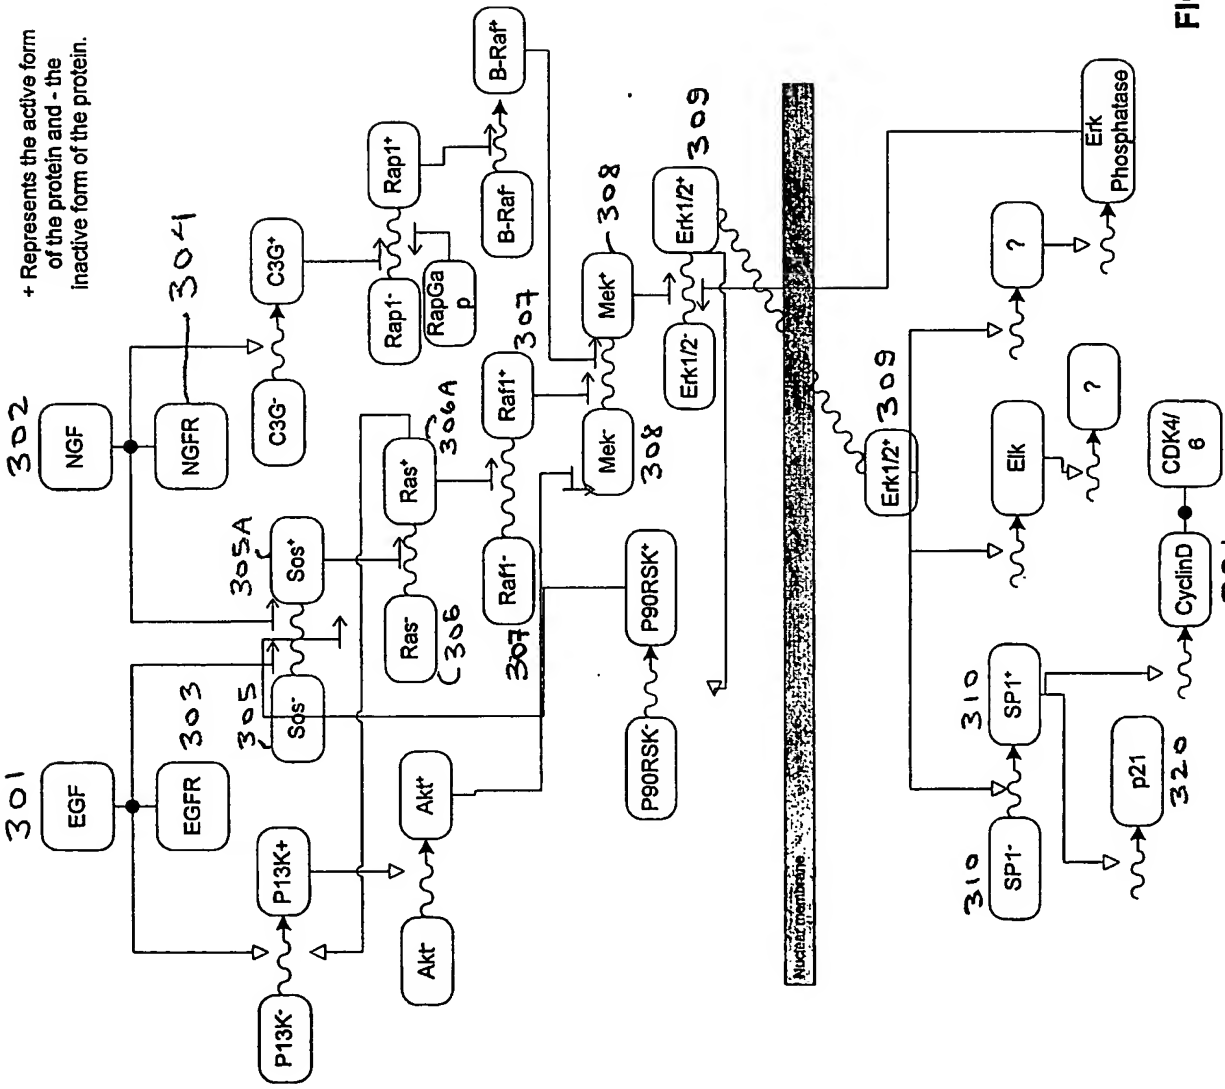 + Represents the active form
of the protein and - the
inactive form of the protein.
301
EGF
303
EGFR
302
NGF
304
NGFR
P13K-
P13K+
305
Sos-
305A
Sos+
C3G-
C3G+
Akt-
Akt+
306
Ras-
306A
Ras+
Rap1-
Rap1+
RapGa
p
307
Raf1-
Raf1+
307
B-Raf-
B-Raf+
308
Mek-
Mek+
308
P90RSK-
P90RSK+
Erk1/2-
Erk1/2+
309
Nuclear membrane
Erk1/2+
309
310
SP1-
SP1+
310
Elk
?
Erk
Phosphatase
p21
320
CyclinD
CDK4/
6
?